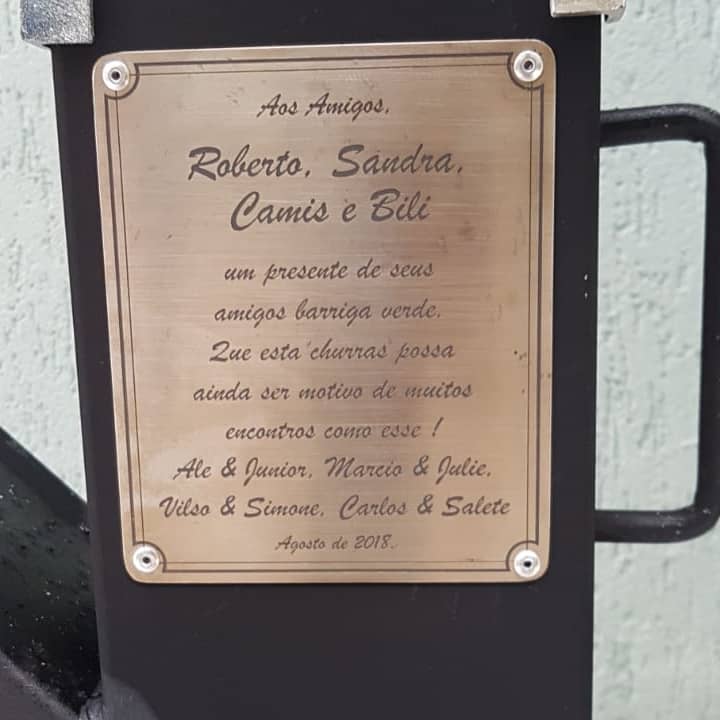 Aos Amigos,
Roberto, Sandra,
Camis e Bili
um presente de seus
amigos barriga verde.
Que esta 'churras' possa
ainda ser motivo de muitos
encontros como esse !
Ale & Junior, Marcio & Julie,
Vilso & Simone, Carlos & Salete
Agosto de 2018.